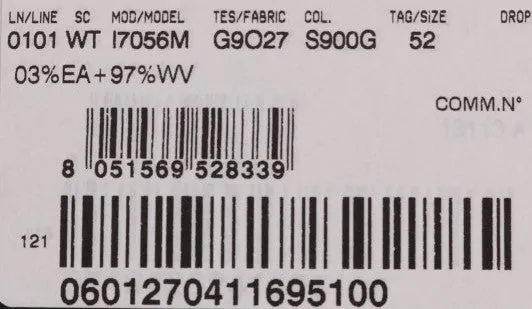 LN/LINE SC MOD/MODEL TES/FABRIC COL. TAG/SIZE DROP
0101 WT I7056M G9O27 S900G 52
03%EA+97%WV
COMM.N°
8 051569 528339
121
0601270411695100